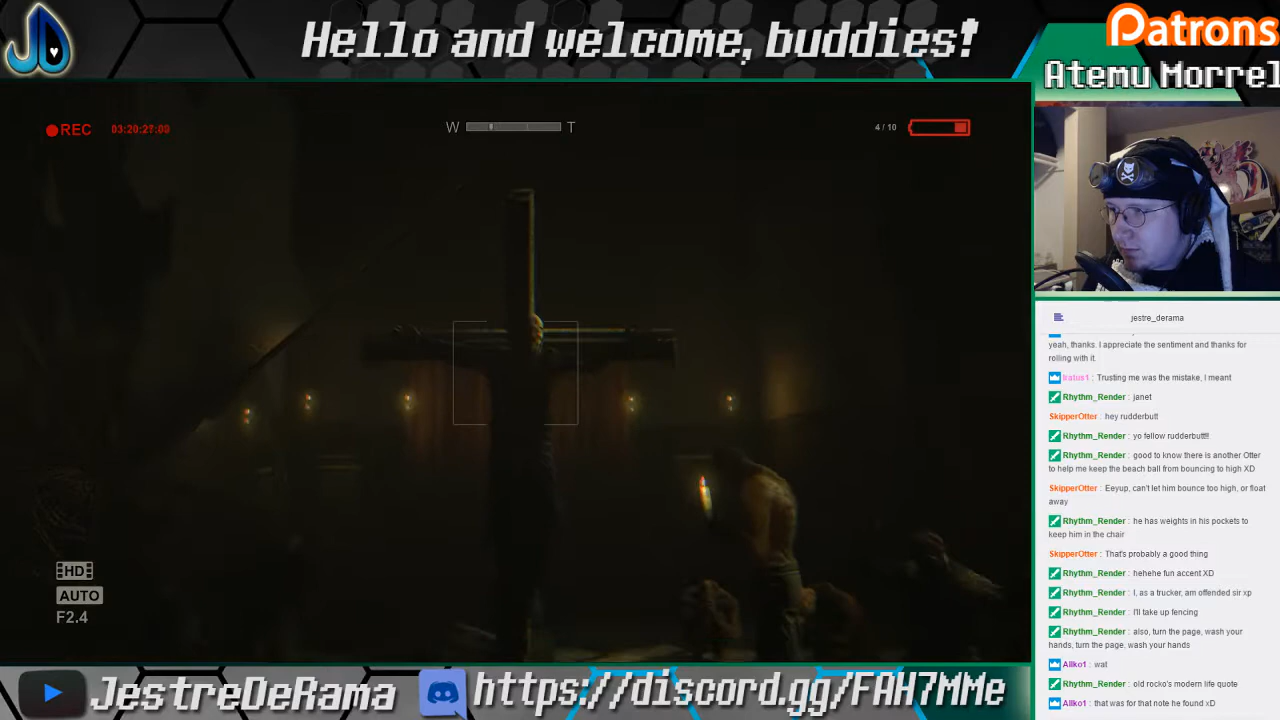 JD
Hello and welcome, buddies!
Patrons
Atemu Morrel
REC 03:20:27:09
W T
4 / 10
HD
AUTO
F2.4
jestre_derama
yeah, thanks. I appreciate the sentiment and thanks for
rolling with it.
Iratus1 : Trusting me was the mistake, I meant
Rhythm_Render : janet
SkipperOtter : hey rudderbutt
Rhythm_Render : yo fellow rudderbutt!!
Rhythm_Render : good to know there is another Otter
to help me keep the beach ball from bouncing to high XD
SkipperOtter : Eeyup, can't let him bounce too high, or float
away
Rhythm_Render : he has weights in his pockets to
keep him in the chair
SkipperOtter : That's probably a good thing
Rhythm_Render : hehehe fun accent XD
Rhythm_Render : I, as a trucker, am offended sir xp
Rhythm_Render : I'll take up fencing
Rhythm_Render : also, turn the page, wash your
hands, turn the page, wash your hands
Allko1 : wat
Rhythm_Render : old rocko's modern life quote
Allko1 : that was for that note he found xD
JestreDeRama
https://discord.gg/FAH7MMe